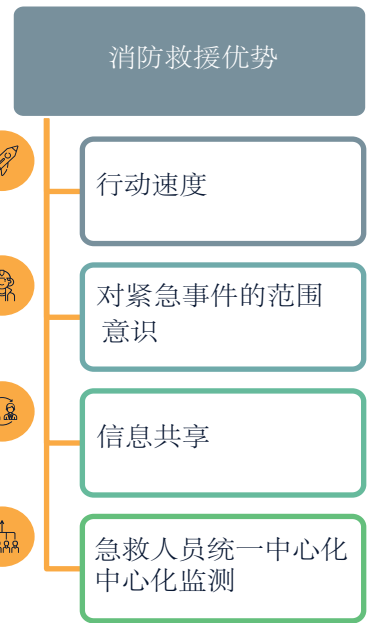 消防救援优势
行动速度
对紧急事件的范围
意识
信息共享
急救人员统一中心化
中心化监测